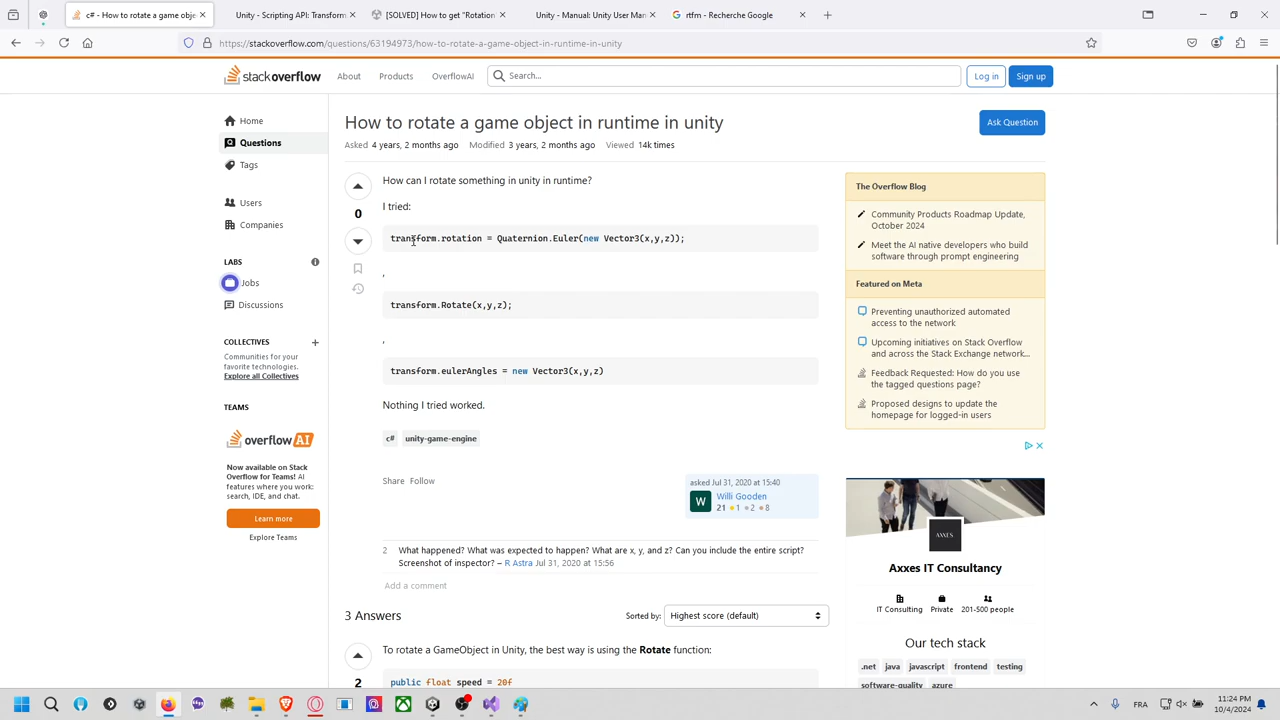 c# - How to rotate a game obje
Unity - Scripting API: Transform
[SOLVED] How to get "Rotation
Unity - Manual: Unity User Man
rtfm - Recherche Google
https://stackoverflow.com/questions/63194973/how-to-rotate-a-game-object-in-runtime-in-unity
stack overflow
About
Products
OverflowAI
Search...
Log in
Sign up
Home
Questions
Tags
Users
Companies
LABS
Jobs
Discussions
COLLECTIVES
Communities for your
favorite technologies.
Explore all Collectives
TEAMS
overflow AI
Now available on Stack
Overflow for Teams! AI
features where you work:
search, IDE, and chat.
Learn more
Explore Teams
How to rotate a game object in runtime in unity
Ask Question
Asked 4 years, 2 months ago Modified 3 years, 2 months ago Viewed 14k times
0
How can I rotate something in unity in runtime?
I tried:
transform.rotation = Quaternion.Euler(new Vector3(x,y,z));
,
transform.Rotate(x,y,z);
,
transform.eulerAngles = new Vector3(x,y,z)
Nothing I tried worked.
c# unity-game-engine
Share Follow
asked Jul 31, 2020 at 15:40
W
Willi Gooden
21 1 2 8
2 What happened? What was expected to happen? What are x, y, and z? Can you include the entire script?
Screenshot of inspector? – R Astra Jul 31, 2020 at 15:56
Add a comment
3 Answers
Sorted by: Highest score (default)
2
To rotate a GameObject in Unity, the best way is using the Rotate function:
public float speed = 20f
The Overflow Blog
Community Products Roadmap Update,
October 2024
Meet the AI native developers who build
software through prompt engineering
Featured on Meta
Preventing unauthorized automated
access to the network
Upcoming initiatives on Stack Overflow
and across the Stack Exchange network...
Feedback Requested: How do you use
the tagged questions page?
Proposed designs to update the
homepage for logged-in users
AXXES
Axxes IT Consultancy
IT Consulting Private 201-500 people
Our tech stack
.net java javascript frontend testing
software-quality azure
FRA
11:24 PM
10/4/2024